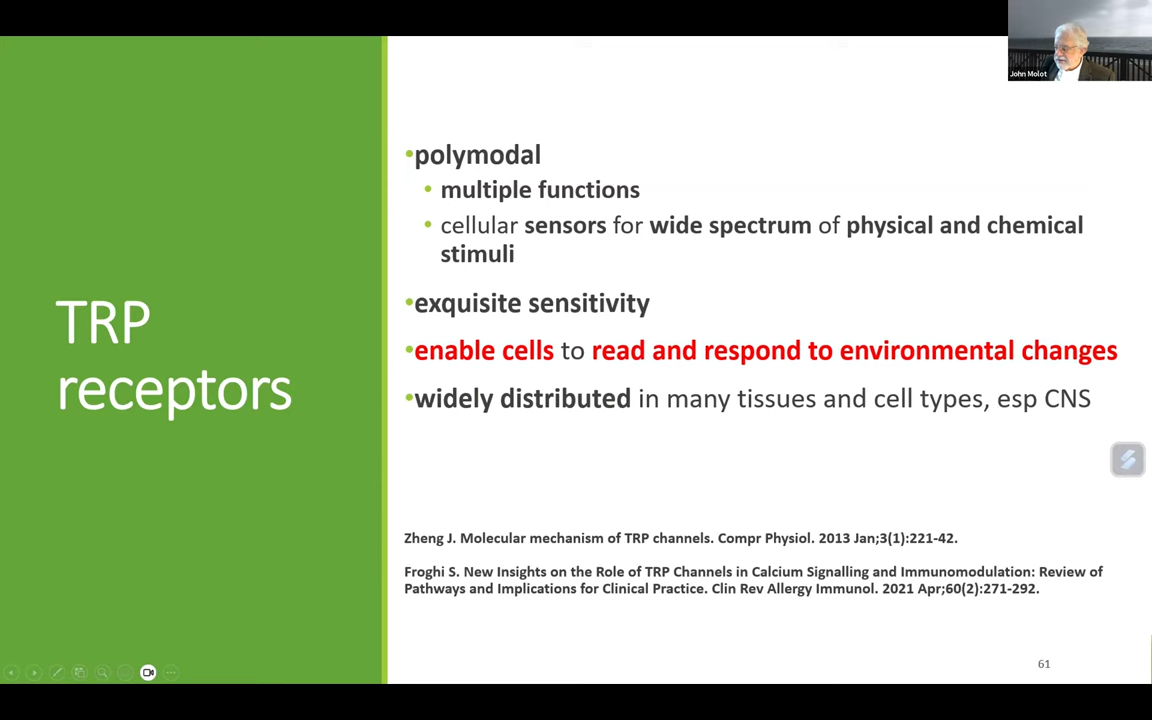 John Molot
TRP
receptors
•polymodal
• multiple functions
• cellular sensors for wide spectrum of physical and chemical
stimuli
•exquisite sensitivity
•enable cells to read and respond to environmental changes
•widely distributed in many tissues and cell types, esp CNS
Zheng J. Molecular mechanism of TRP channels. Compr Physiol. 2013 Jan;3(1):221-42.
Froghi S. New Insights on the Role of TRP Channels in Calcium Signalling and Immunomodulation: Review of
Pathways and Implications for Clinical Practice. Clin Rev Allergy Immunol. 2021 Apr;60(2):271-292.
61